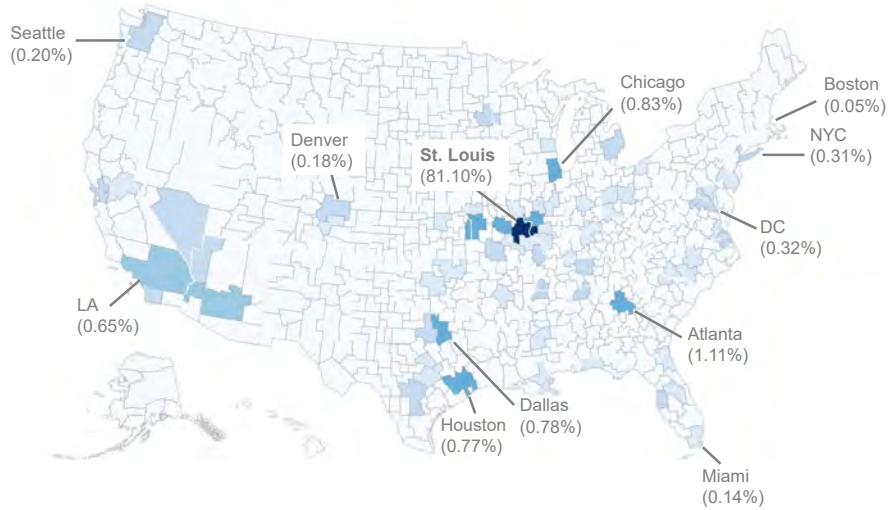 Seattle
(0.20%)
Chicago
(0.83%)
Boston
(0.05%)
NYC
(0.31%)
Denver
(0.18%)
St. Louis
(81.10%)
DC
(0.32%)
LA
(0.65%)
Atlanta
(1.11%)
Dallas
(0.78%)
Houston
(0.77%)
Miami
(0.14%)